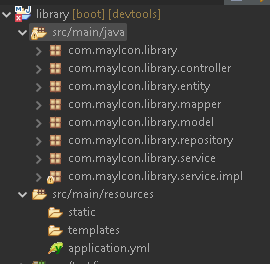 library [boot] [devtools]
src/main/java
com.maylcon.library
com.maylcon.library.controller
com.maylcon.library.entity
com.maylcon.library.mapper
com.maylcon.library.model
com.maylcon.library.repository
com.maylcon.library.service
com.maylcon.library.service.impl
src/main/resources
static
templates
application.yml